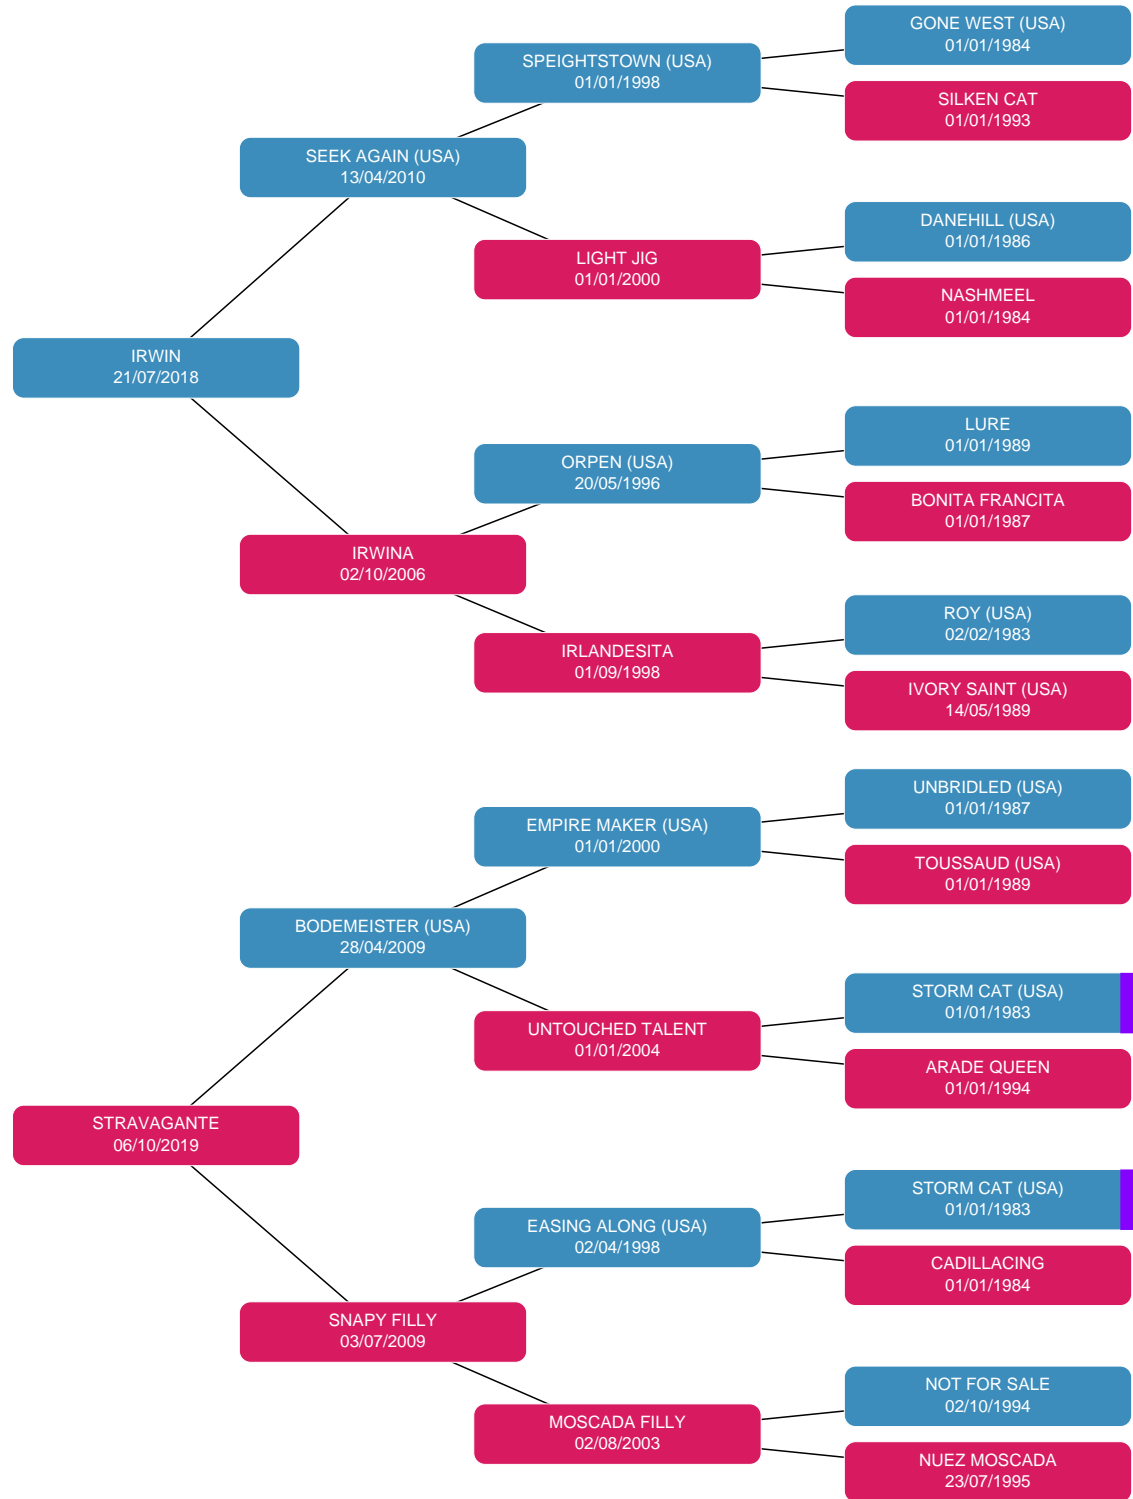 GONE WEST (USA)
01/01/1984
SPEIGHTSTOWN (USA)
01/01/1998
SILKEN CAT
01/01/1993
SEEK AGAIN (USA)
13/04/2010
DANEHILL (USA)
01/01/1986
LIGHT JIG
01/01/2000
NASHMEEL
01/01/1984
IRWIN
21/07/2018
LURE
01/01/1989
ORPEN (USA)
20/05/1996
BONITA FRANCITA
01/01/1987
IRWINA
02/10/2006
ROY (USA)
02/02/1983
IRLANDESITA
01/09/1998
IVORY SAINT (USA)
14/05/1989
UNBRIDLED (USA)
01/01/1987
EMPIRE MAKER (USA)
01/01/2000
TOUSSAUD (USA)
01/01/1989
BODEMEISTER (USA)
28/04/2009
STORM CAT (USA)
01/01/1983
UNTOUCHED TALENT
01/01/2004
ARADE QUEEN
01/01/1994
STRAVAGANTE
06/10/2019
STORM CAT (USA)
01/01/1983
EASING ALONG (USA)
02/04/1998
CADILLACING
01/01/1984
SNAPY FILLY
03/07/2009
NOT FOR SALE
02/10/1994
MOSCADA FILLY
02/08/2003
NUEZ MOSCADA
23/07/1995